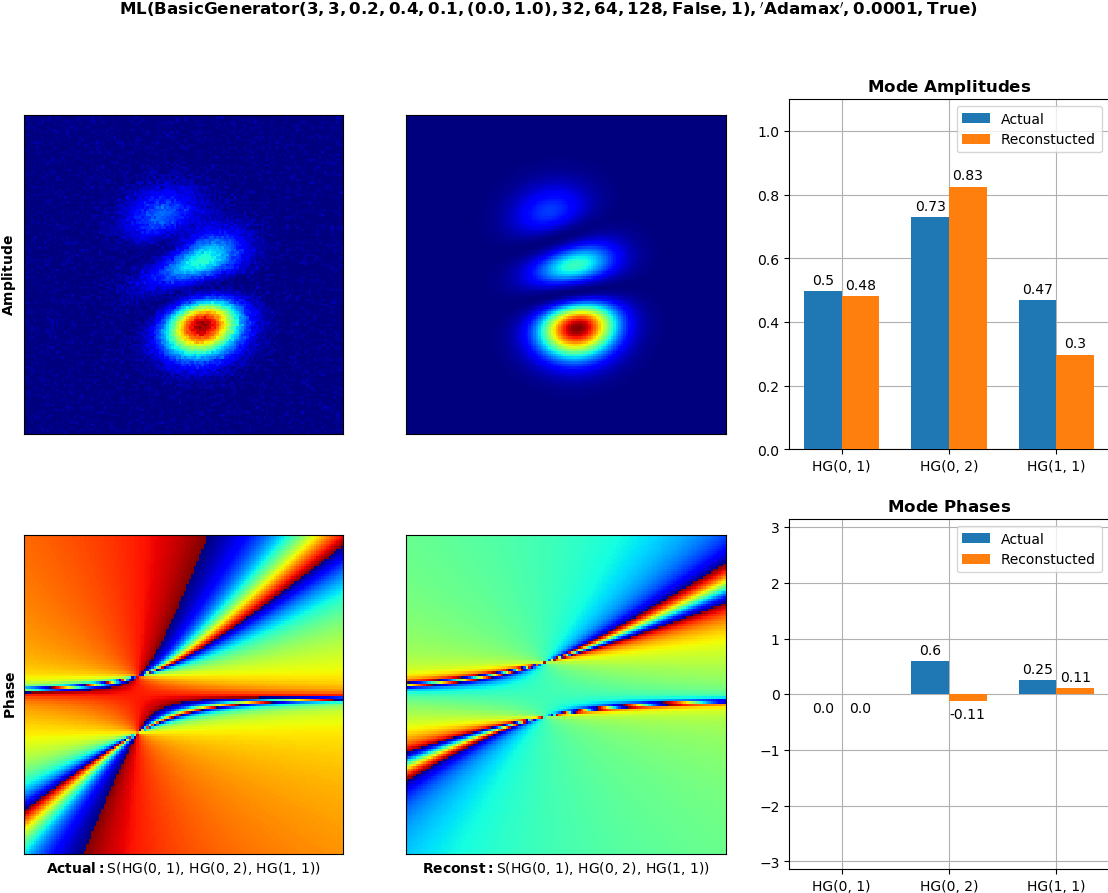 ML(BasicGenerator(3, 3, 0.2, 0.4, 0.1, (0.0, 1.0), 32, 64, 128, False, 1), ′Adamax′, 0.0001, True)
Amplitude
Mode Amplitudes
Actual
Reconstucted
1.0
0.8
0.6
0.4
0.2
0.0
0.5
0.48
0.73
0.83
0.47
0.3
HG(0, 1)
HG(0, 2)
HG(1, 1)
Phase
Actual: S(HG(0, 1), HG(0, 2), HG(1, 1))
Reconst: S(HG(0, 1), HG(0, 2), HG(1, 1))
Mode Phases
Actual
Reconstucted
3
2
1
0
−1
−2
−3
0.0
0.0
0.6
-0.11
0.25
0.11
HG(0, 1)
HG(0, 2)
HG(1, 1)